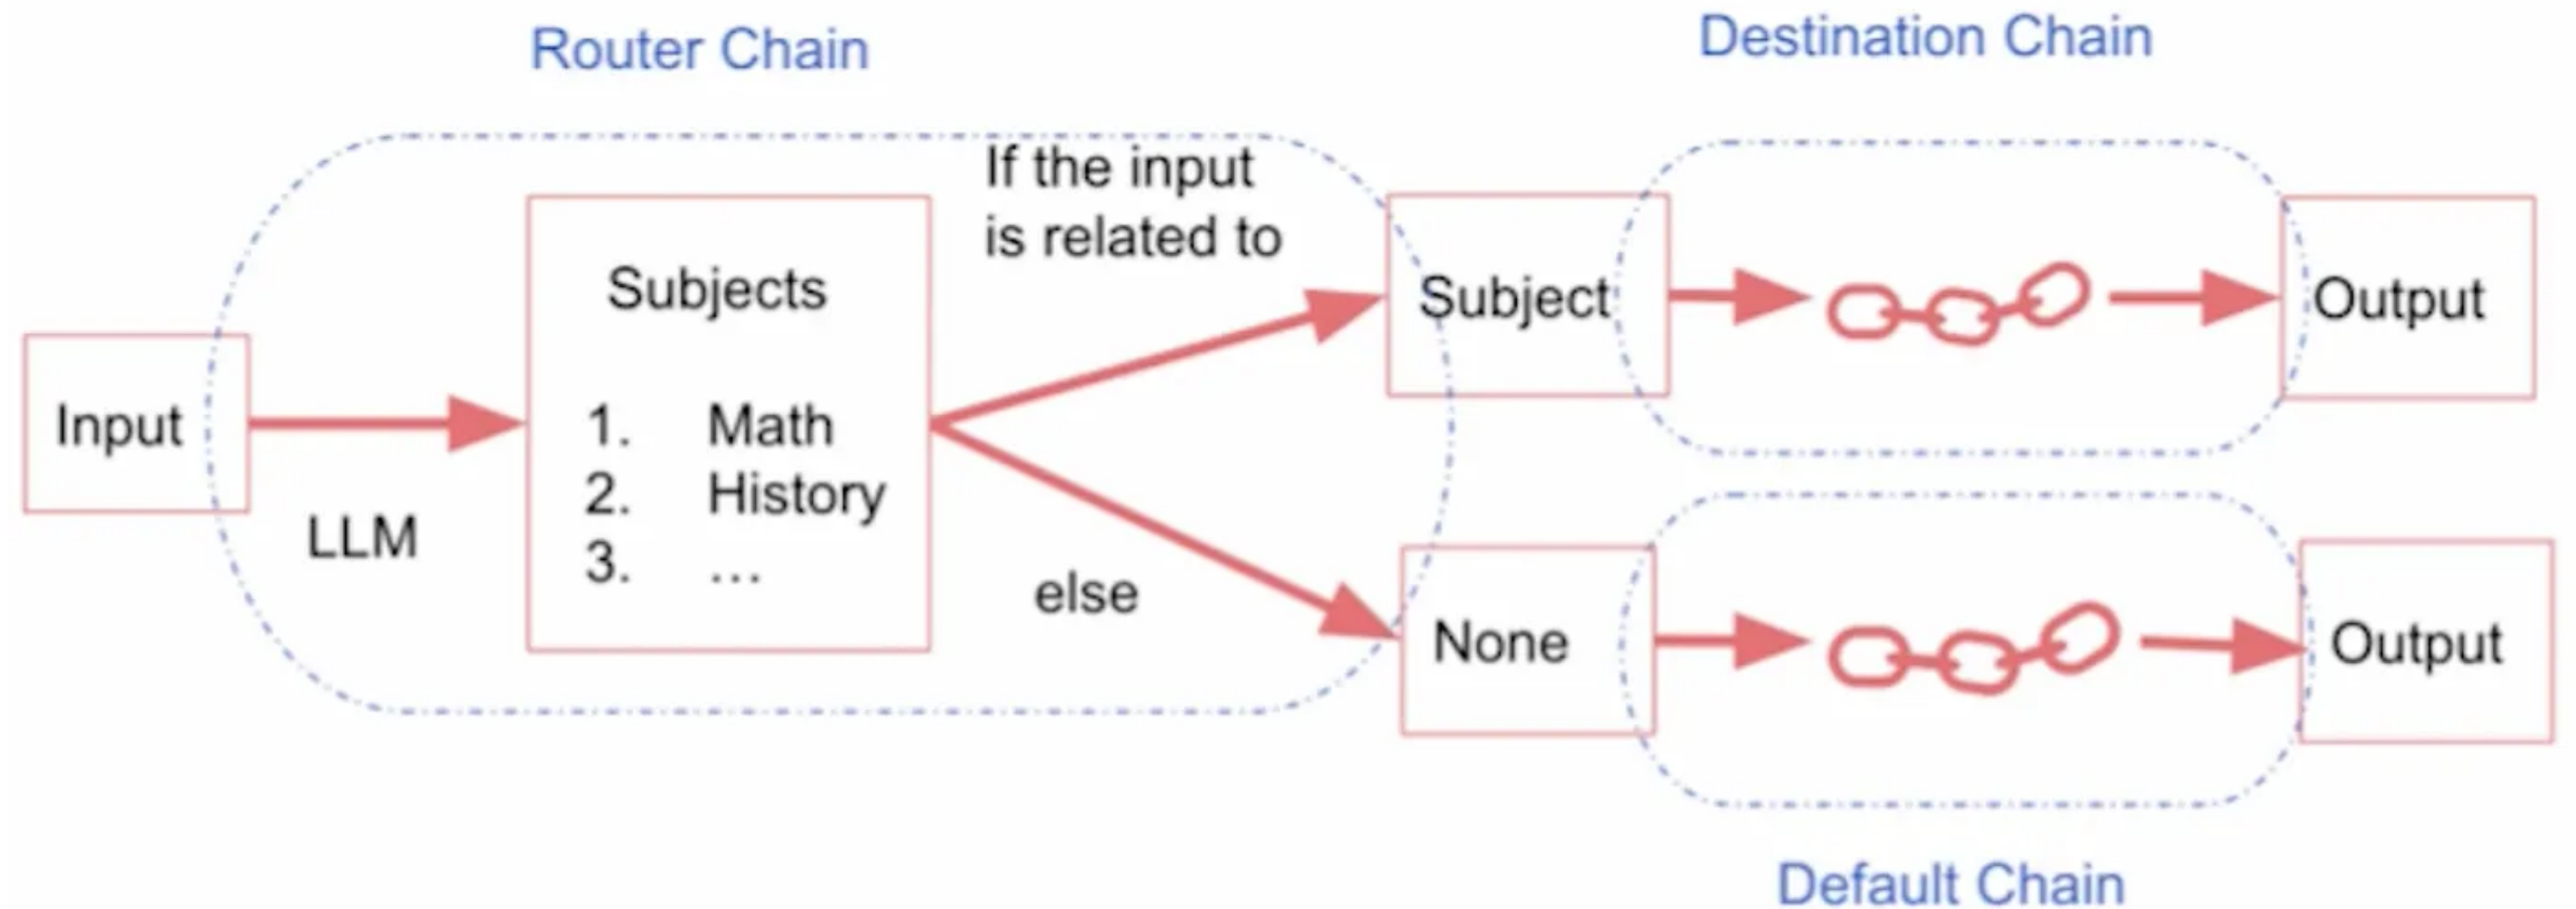 Router Chain
Destination Chain
If the input
is related to
Subjects
1. Math
2. History
3. ...
Input
LLM
else
Subject
Output
None
Output
Default Chain